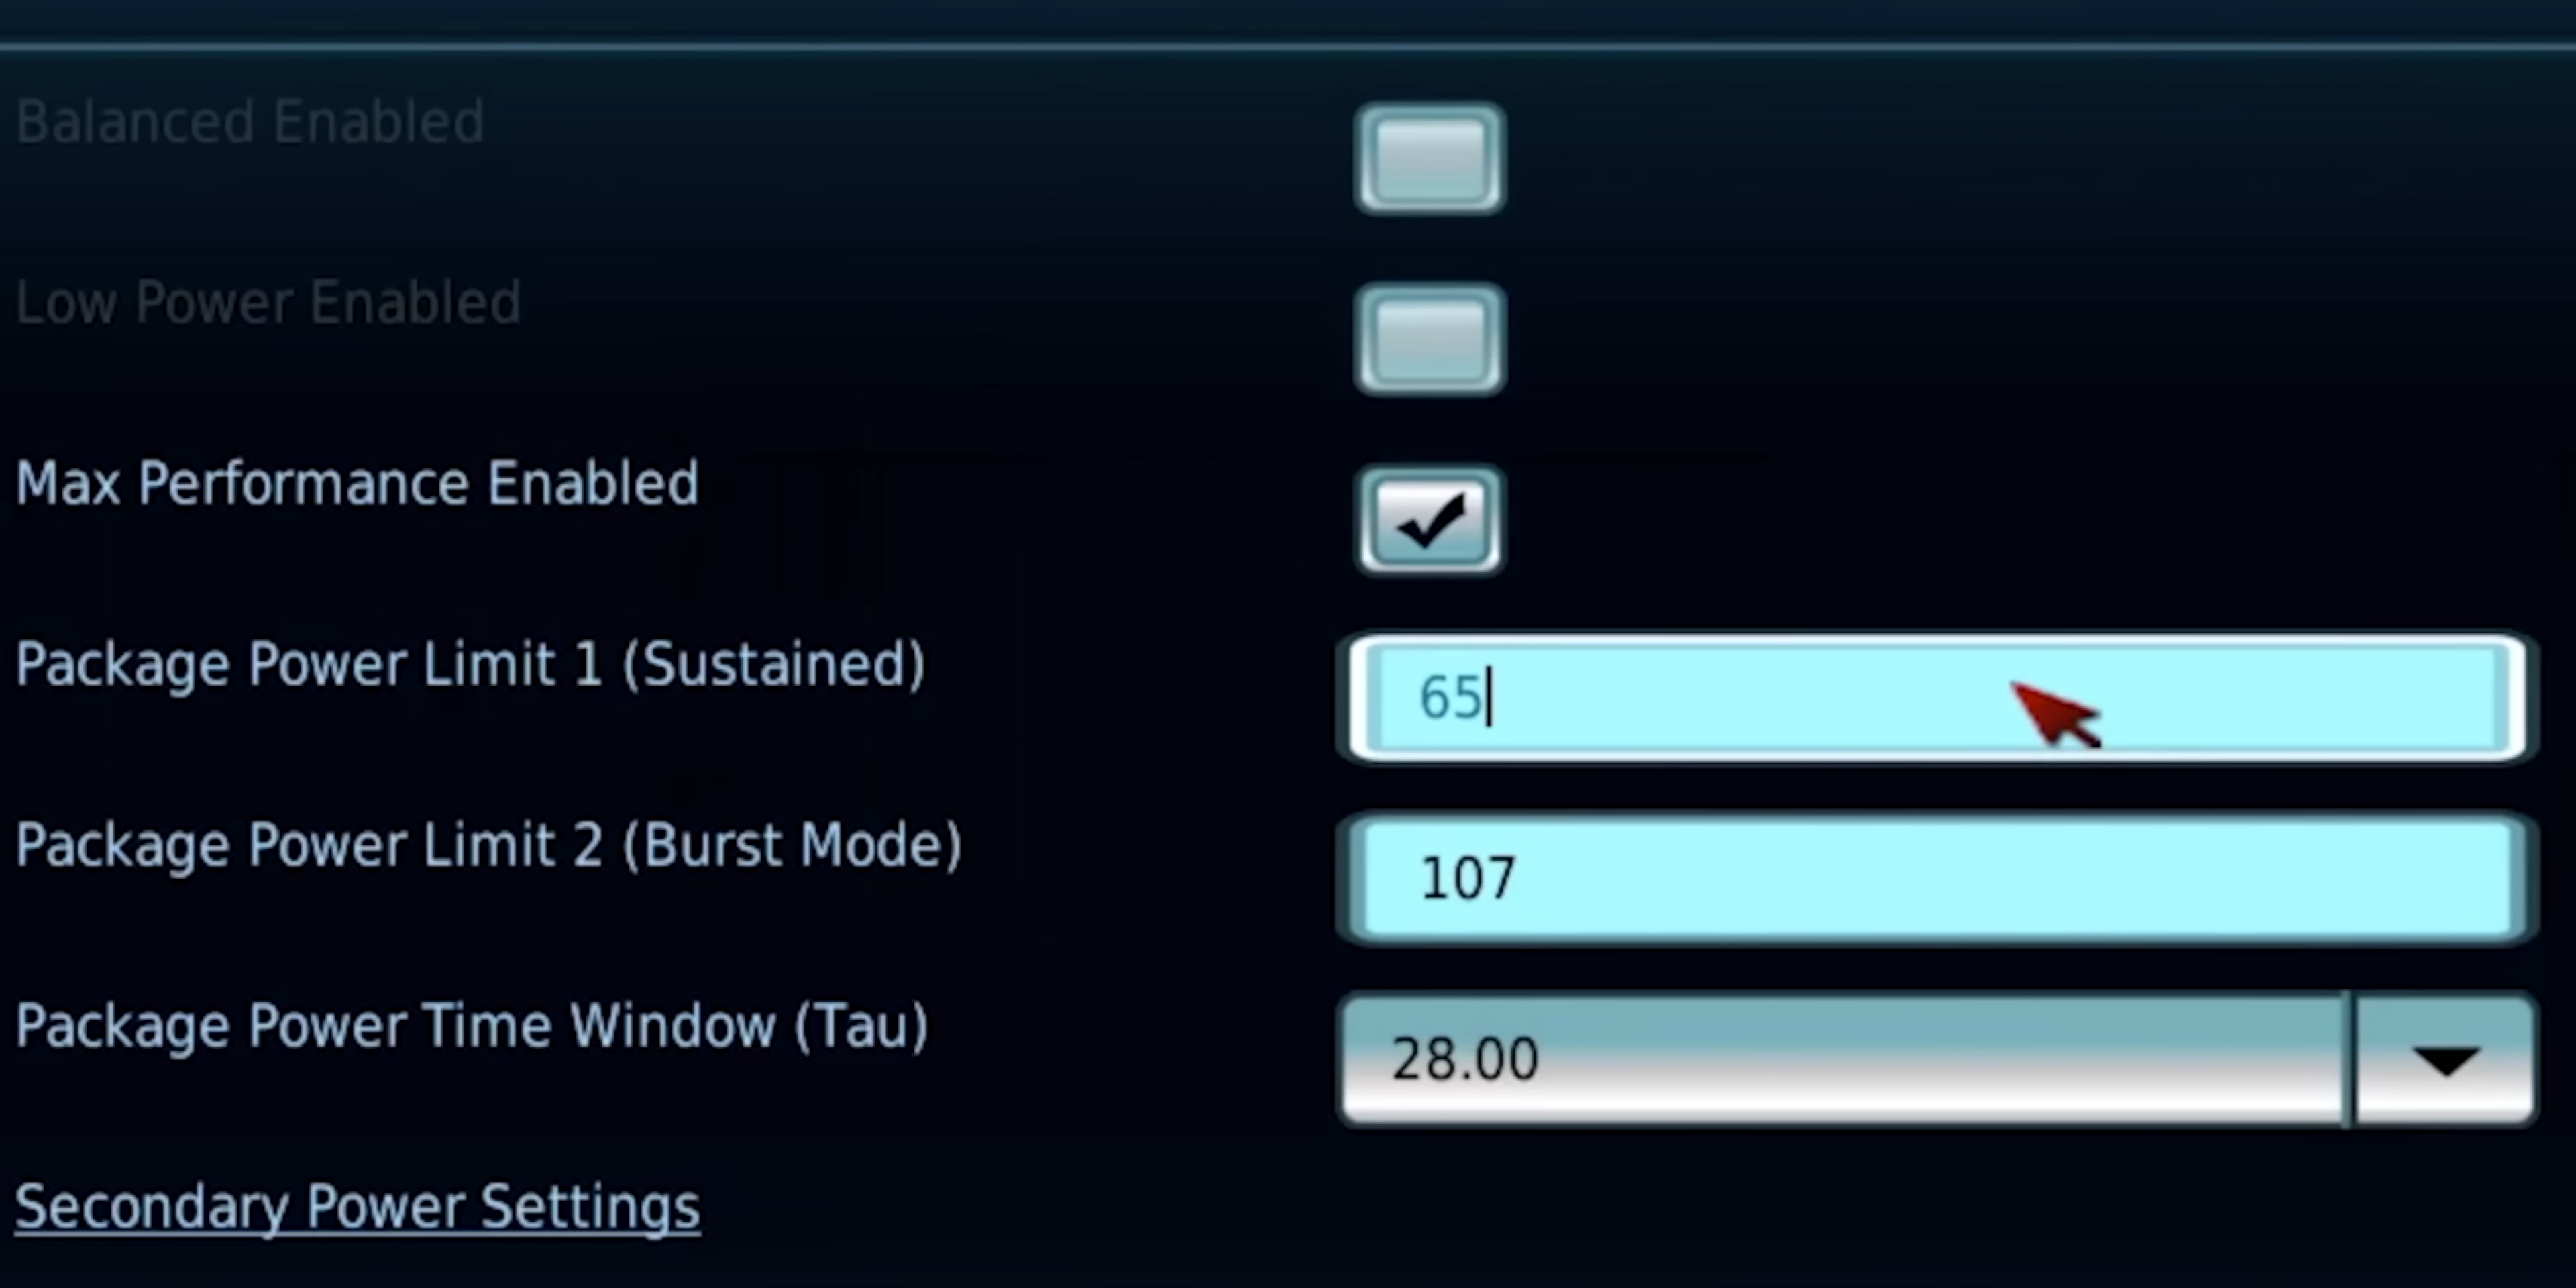 Balanced Enabled
Low Power Enabled
Max Performance Enabled
Package Power Limit 1 (Sustained)
65
Package Power Limit 2 (Burst Mode)
107
Package Power Time Window (Tau)
28.00
Secondary Power Settings